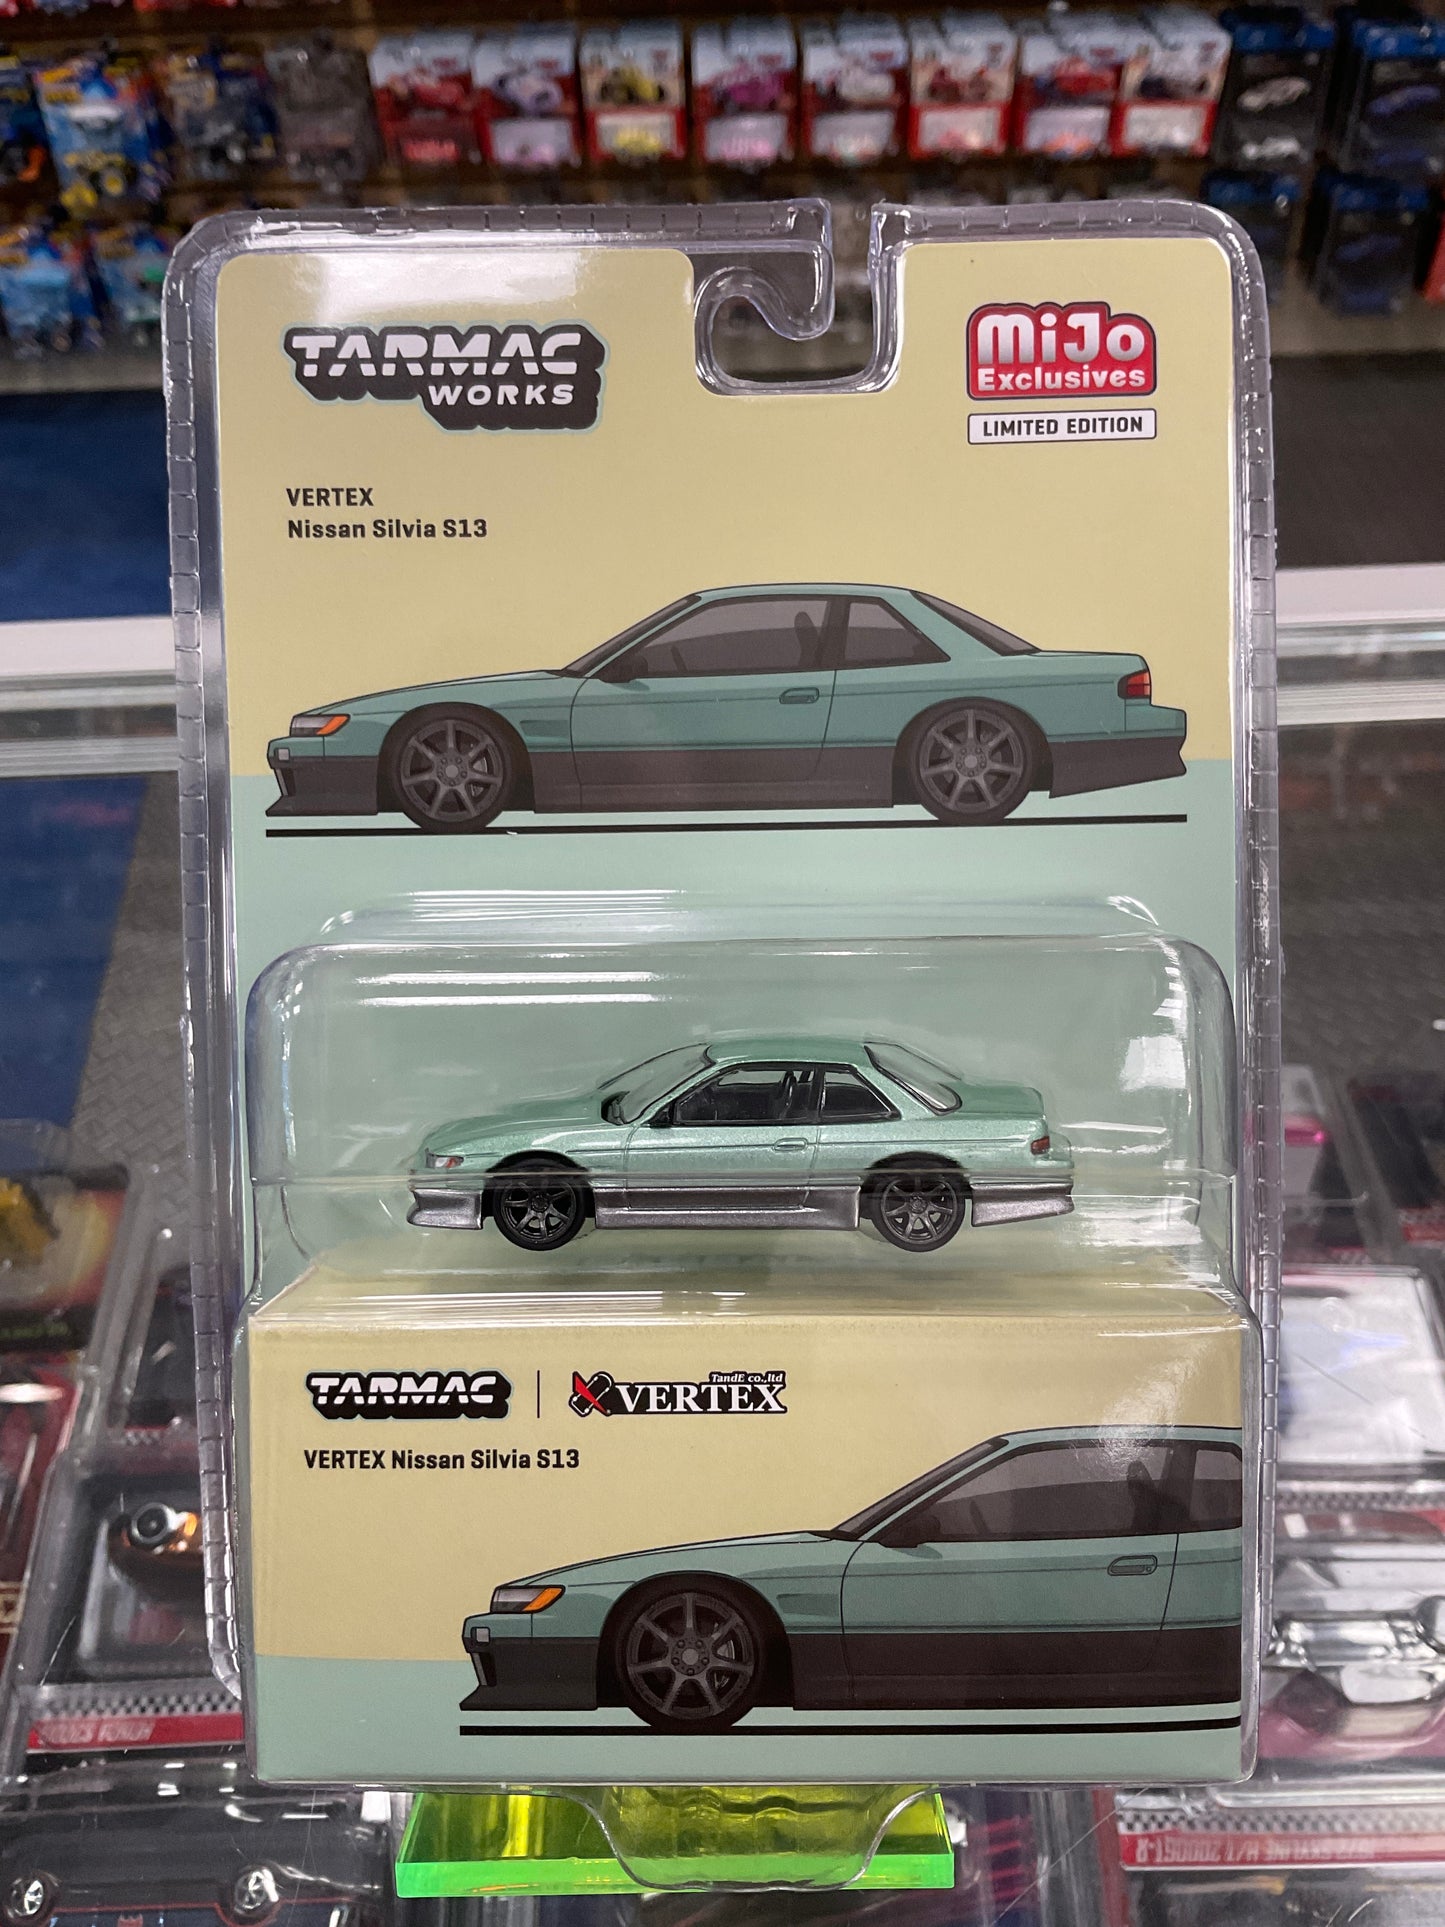 TARMAC
WORKS
MiJo
Exclusives
LIMITED EDITION
VERTEX
Nissan Silvia S13
TARMAC
TandE co.,ltd
VERTEX
VERTEX Nissan Silvia S13